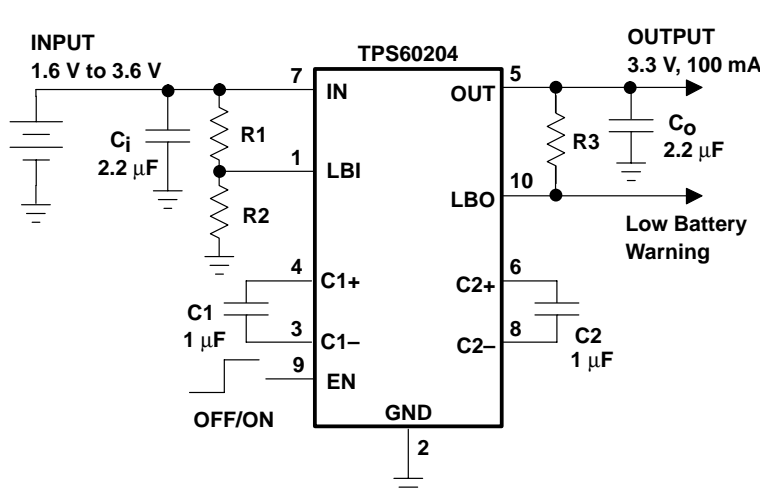 INPUT
1.6 V to 3.6 V
TPS60204
OUTPUT
3.3 V, 100 mA
7
IN
OUT
5
Ci
2.2 μF
R1
R3
Co
2.2 μF
1
LBI
10
LBO
R2
Low Battery
Warning
4
C1+
C2+
6
C1
1 μF
3
C1–
C2–
8
C2
1 μF
9
EN
OFF/ON
GND
2